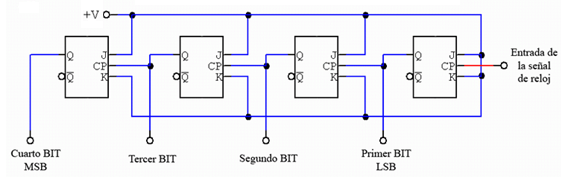 +V
Q J
CP
Q K
Q J
CP
Q K
Q J
CP
Q K
Q J
CP
Q K
Entrada de
la señal
de reloj
Cuarto BIT
MSB
Tercer BIT
Segundo BIT
Primer BIT
LSB